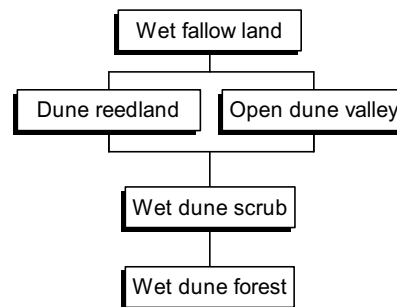 Wet fallow land
Dune reedland
Open dune valley
Wet dune scrub
Wet dune forest